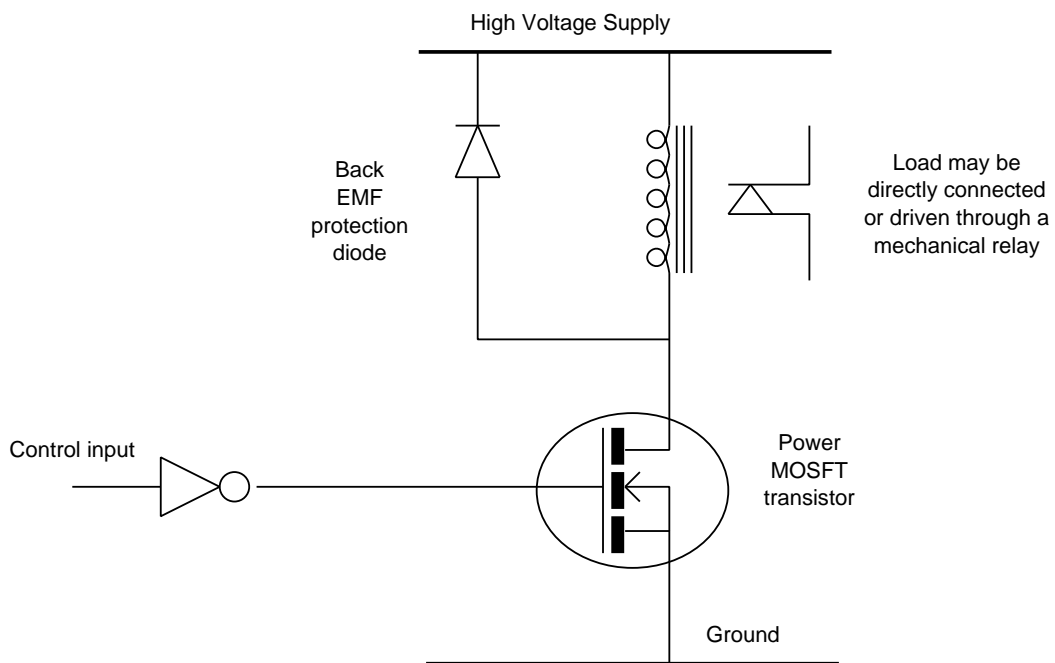 High Voltage Supply
Back
EMF
protection
diode
Load may be
directly connected
or driven through a
mechanical relay
Control input
Power
MOSFT
transistor
Ground